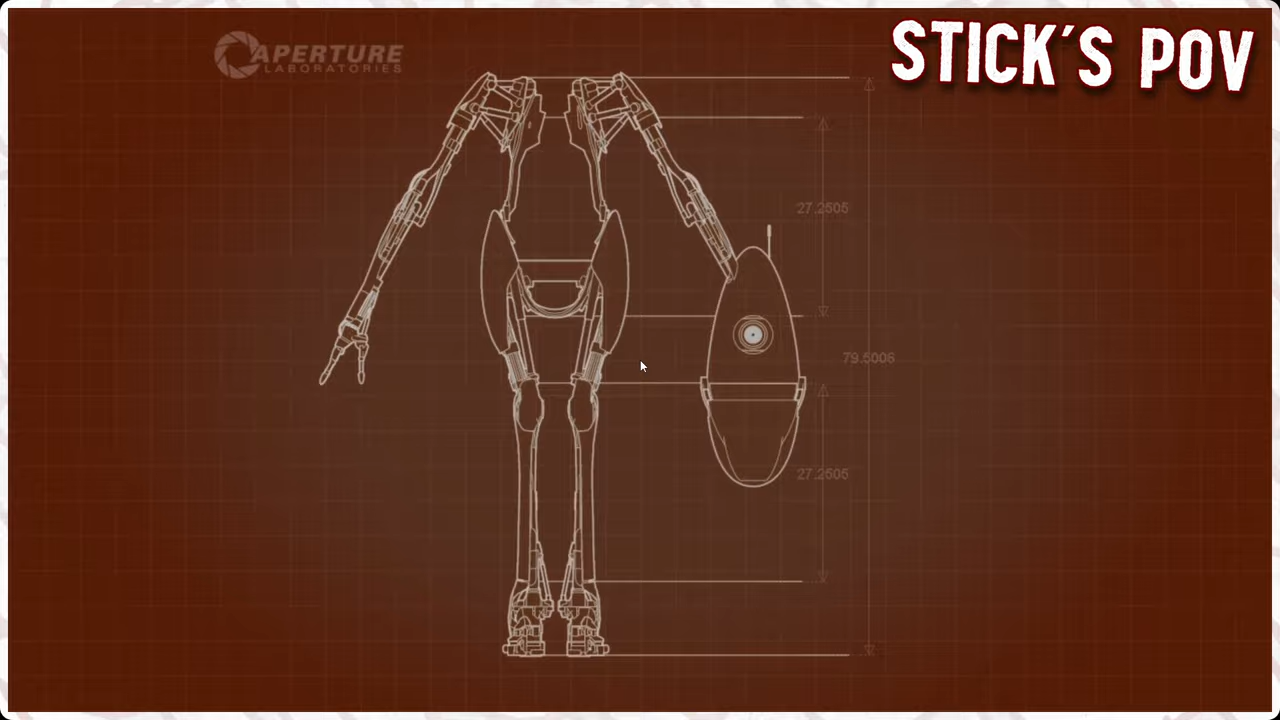 STICK'S POV
APERTURE
LABORATORIES
27.2505
79.5006
27.2505